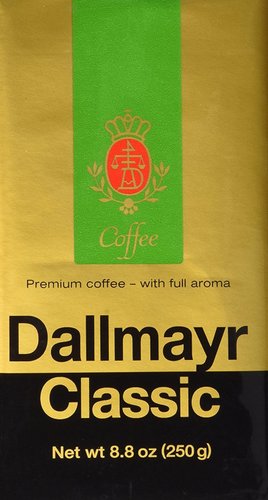 Coffee
Premium coffee – with full aroma
Dallmayr
Classic
Net wt 8.8 oz (250 g)